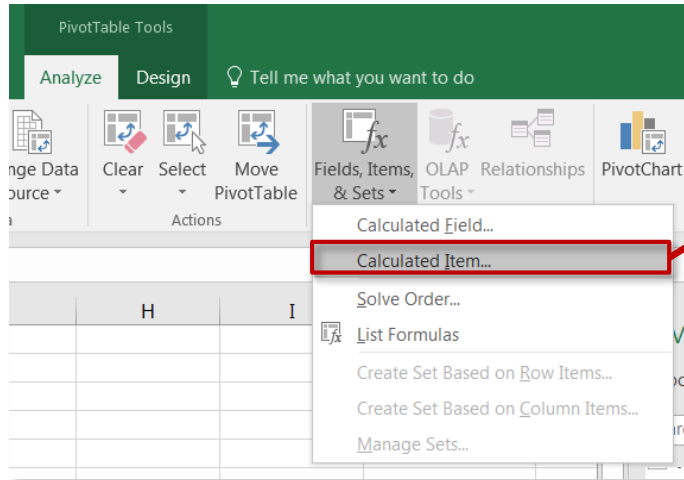 PivotTable Tools
Analyze Design Tell me what you want to do
nge Data Clear Select Move Fields, Items, OLAP Relationships PivotChart
ource PivotTable & Sets Tools
Actions
Calculated Field...
Calculated Item...
H I
Solve Order...
List Formulas
Create Set Based on Row Items...
Create Set Based on Column Items...
Manage Sets...